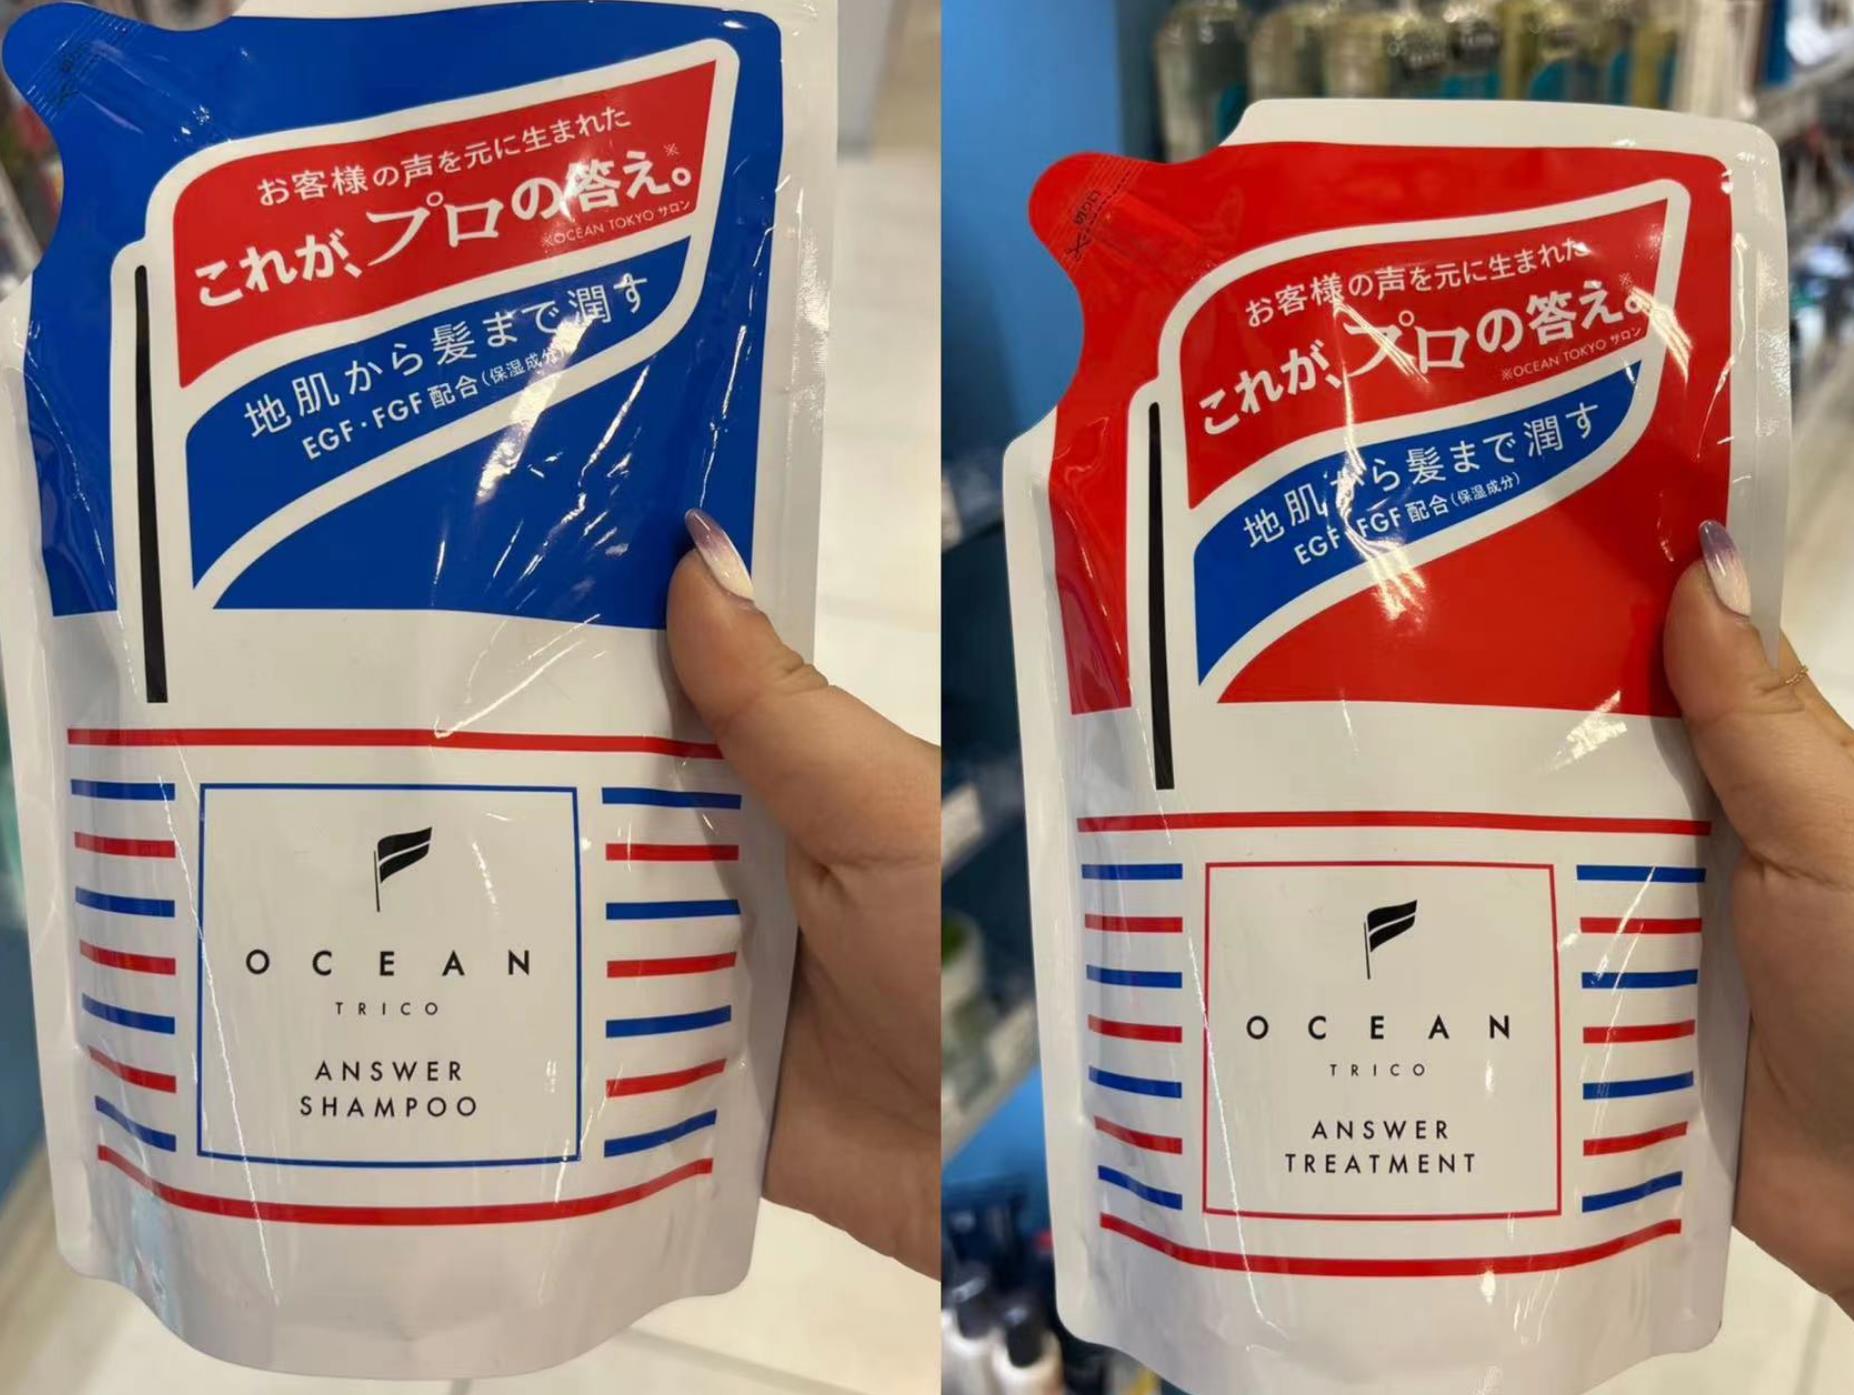 お客様の声を元に生まれた
これが、プロの答え。※
※OCEAN TOKYO サロン
地肌から髪まで潤す
EGF・FGF 配合（保湿成分）
OCEAN
TRICO
ANSWER
SHAMPOO
お客様の声を元に生まれた
これが、プロの答え。※
※OCEAN TOKYO サロン
地肌から髪まで潤す
EGF・FGF 配合（保湿成分）
OCEAN
TRICO
ANSWER
TREATMENT